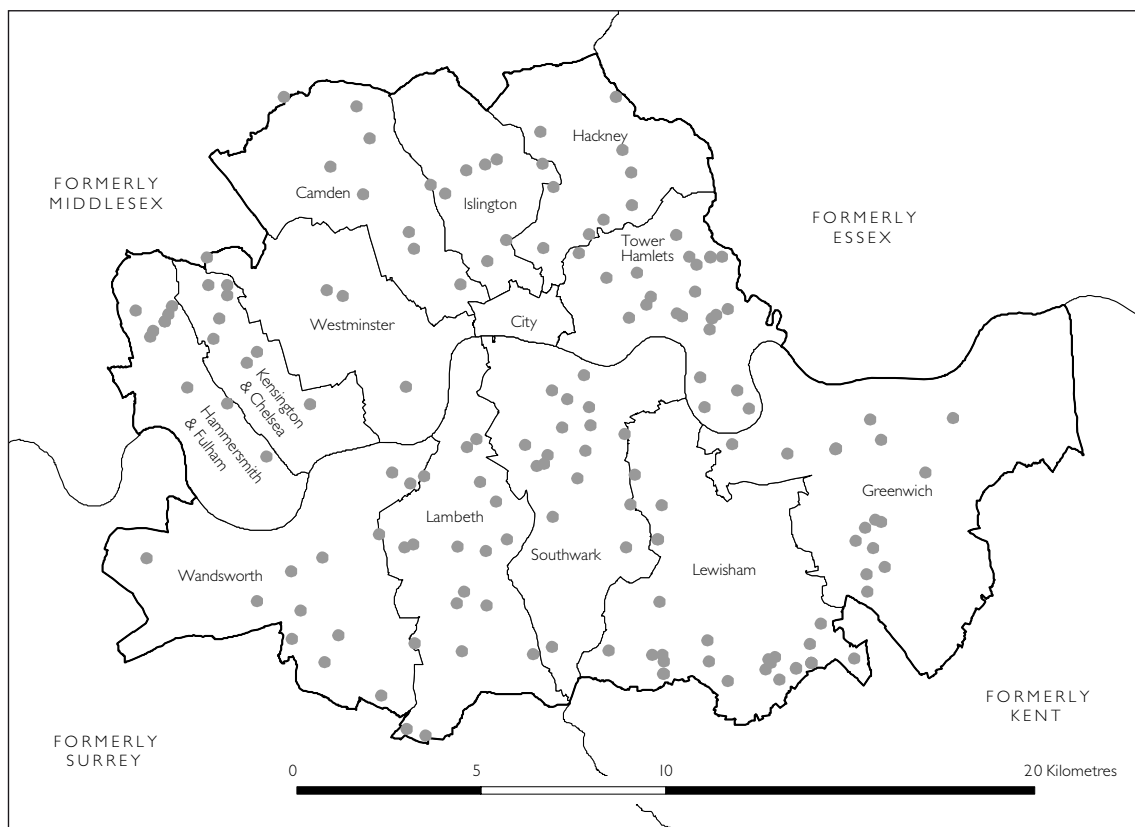 Hackney
FORMERLY
MIDDLESEX
Camden
Islington
FORMERLY
ESSEX
Tower
Hamlets
Westminster
City
Kensington
& Chelsea
Hammersmith
& Fulham
Greenwich
Lambeth
Southwark
Lewisham
Wandsworth
FORMERLY
KENT
FORMERLY
SURREY
0 5 10 20 Kilometres